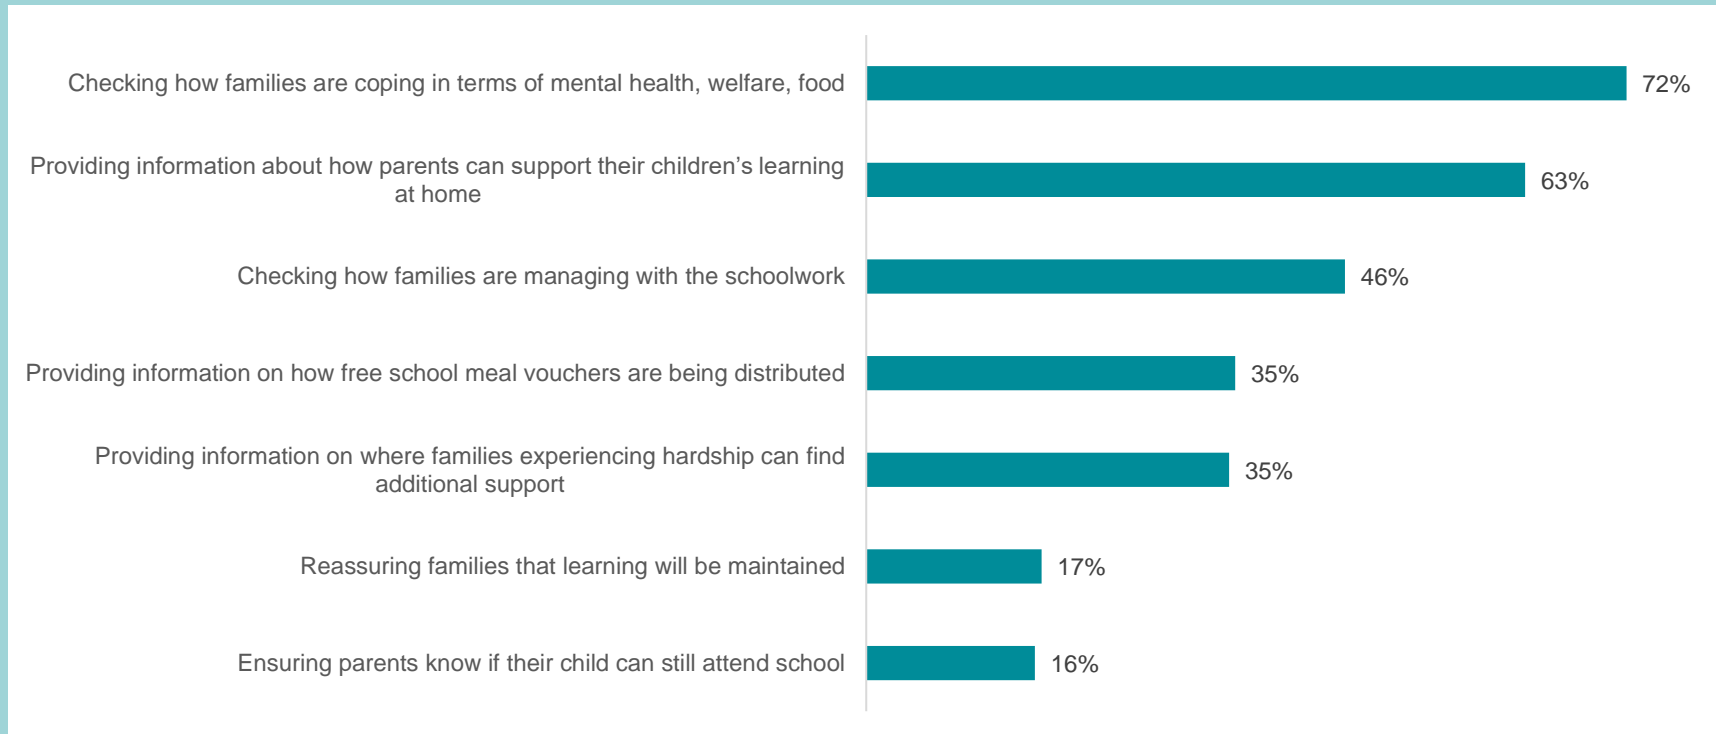 Checking how families are coping in terms of mental health, welfare, food
72%
Providing information about how parents can support their children’s learning
at home
63%
Checking how families are managing with the schoolwork
46%
Providing information on how free school meal vouchers are being distributed
35%
Providing information on where families experiencing hardship can find
additional support
35%
Reassuring families that learning will be maintained
17%
Ensuring parents know if their child can still attend school
16%